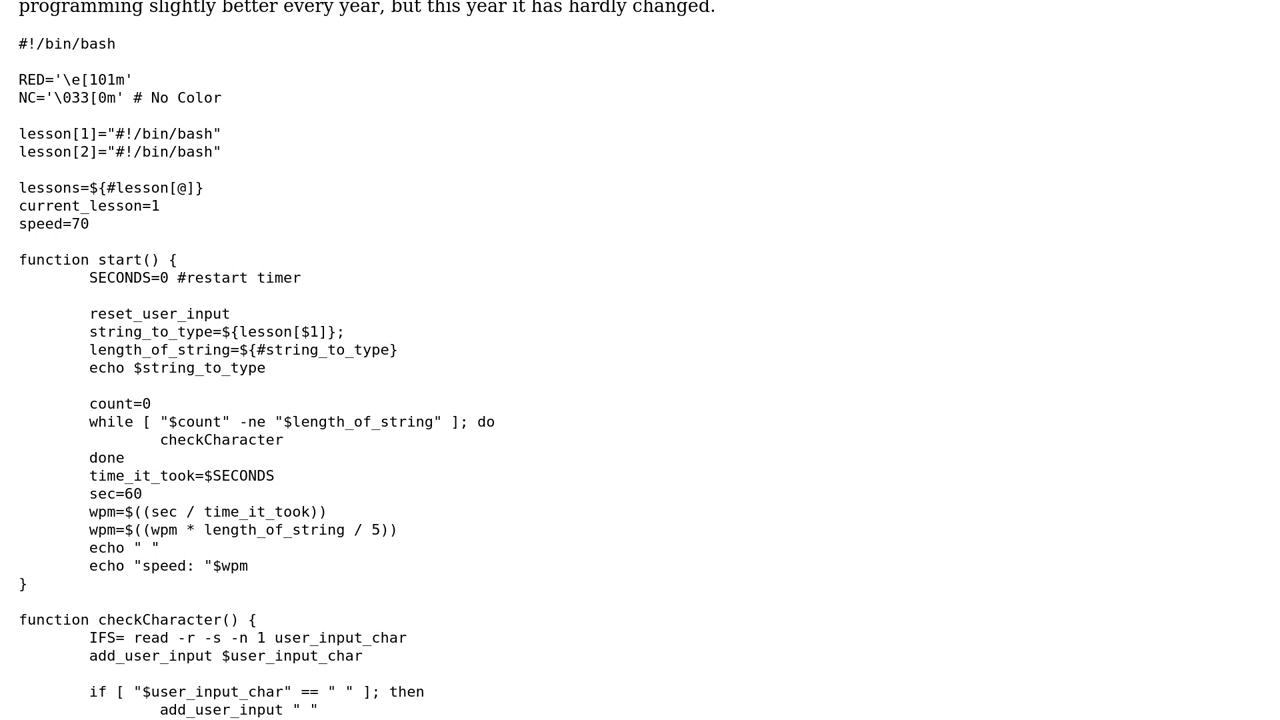 programming slightly better every year, but this year it has hardly changed.
#!/bin/bash
RED='\e[101m'
NC='\033[0m' # No Color
lesson[1]="#!/bin/bash"
lesson[2]="#!/bin/bash"
lessons=${#lesson[@]}
current_lesson=1
speed=70
function start() {
        SECONDS=0 #restart timer
        reset_user_input
        string_to_type=${lesson[$1]};
        length_of_string=${#string_to_type}
        echo $string_to_type
        count=0
        while [ "$count" -ne "$length_of_string" ]; do
                checkCharacter
        done
        time_it_took=$SECONDS
        sec=60
        wpm=$((sec / time_it_took))
        wpm=$((wpm * length_of_string / 5))
        echo " "
        echo "speed: "$wpm
}
function checkCharacter() {
        IFS= read -r -s -n 1 user_input_char
        add_user_input $user_input_char
        if [ "$user_input_char" == " " ]; then
                add_user_input " "